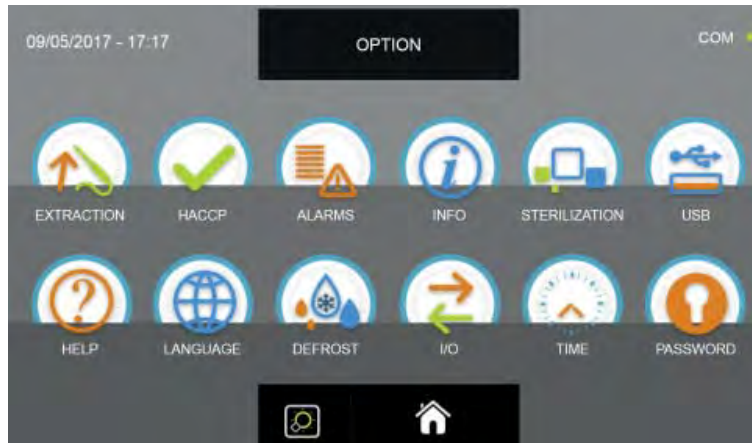 09/05/2017 - 17:17
OPTION
COM
EXTRACTION HACCP ALARMS INFO STERILIZATION USB
HELP LANGUAGE DEFROST I/O TIME PASSWORD